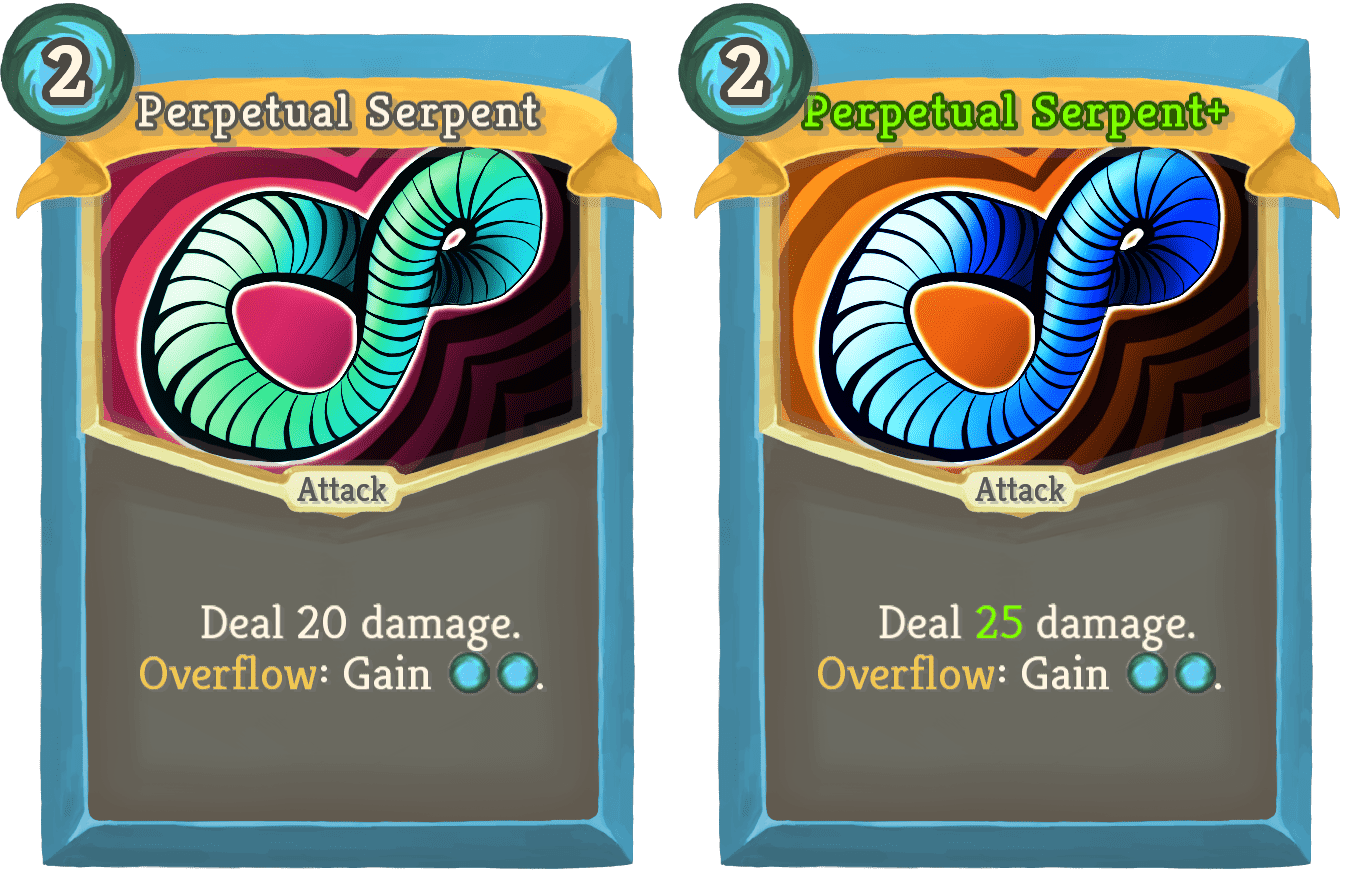 2
Perpetual Serpent
Attack
Deal 20 damage.
Overflow: Gain .
2
Perpetual Serpent+
Attack
Deal 25 damage.
Overflow: Gain .